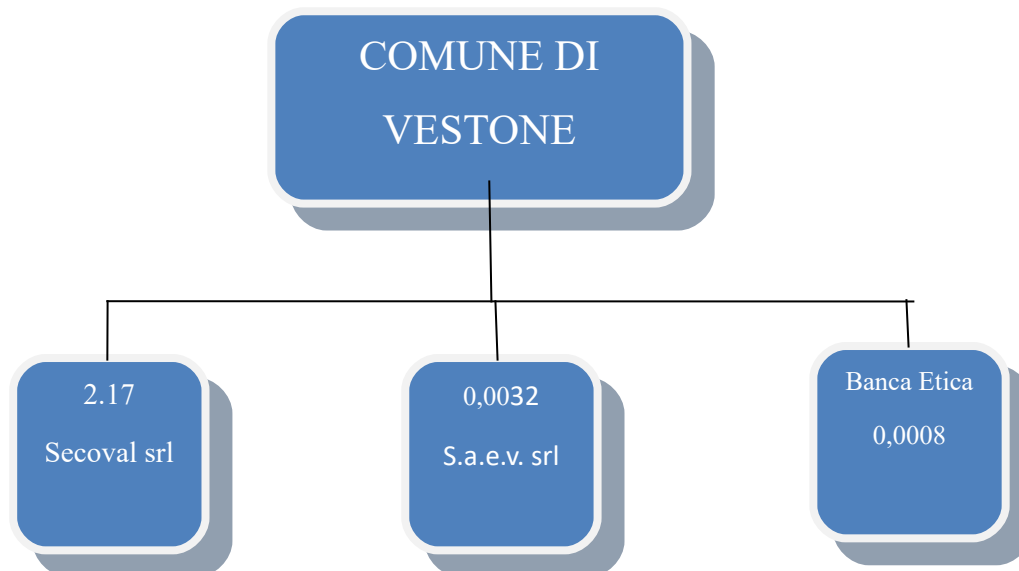 COMUNE DI
VESTONE
2.17
Secoval srl
0,0032
S.a.e.v. srl
Banca Etica
0,0008